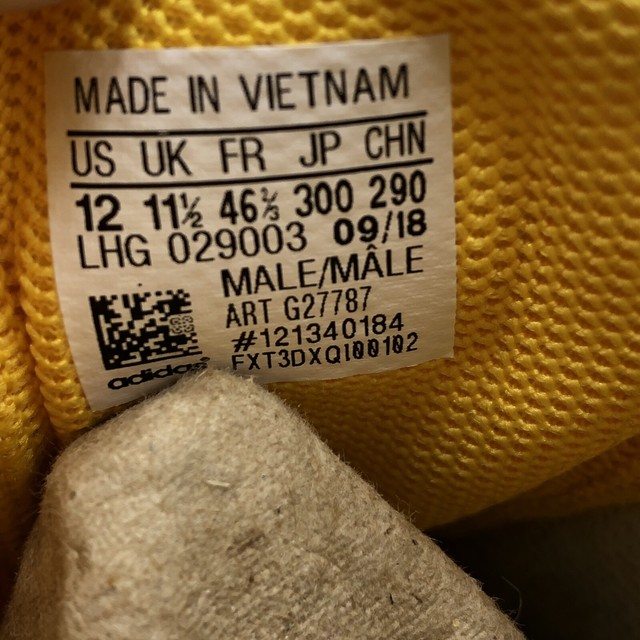 MADE IN VIETNAM
US UK FR JP CHN
12 11½ 46⅔ 300 290
LHG 029003 09/18
MALE/MÂLE
ART G27787
#121340184
FXT3DXQI00102
adidas